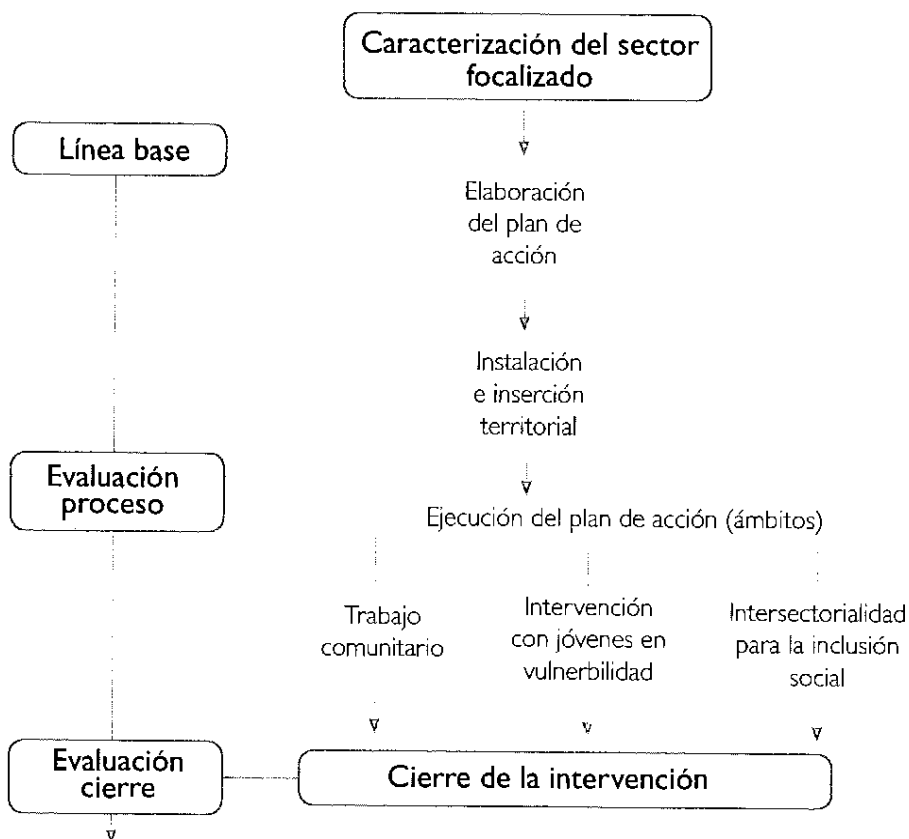 Caracterización del sector
focalizado
Línea base
Elaboración
del plan de
acción
Instalación
e inserción
territorial
Evaluación
proceso
Ejecución del plan de acción (ámbitos)
Trabajo
comunitario
Intervención
con jóvenes en
vulnerbilidad
Intersectorialidad
para la inclusión
social
Evaluación
cierre
Cierre de la intervención